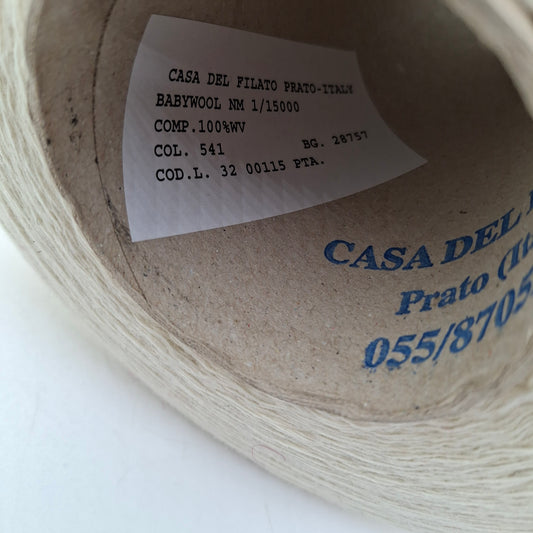 CASA DEL FILATO PRATO-ITALY
BABYWOOL NM 1/15000
COMP.100%WV
COL. 541 BG. 28757
COD.L. 32 00115 PTA.
CASA DEL
Prato
055/8705